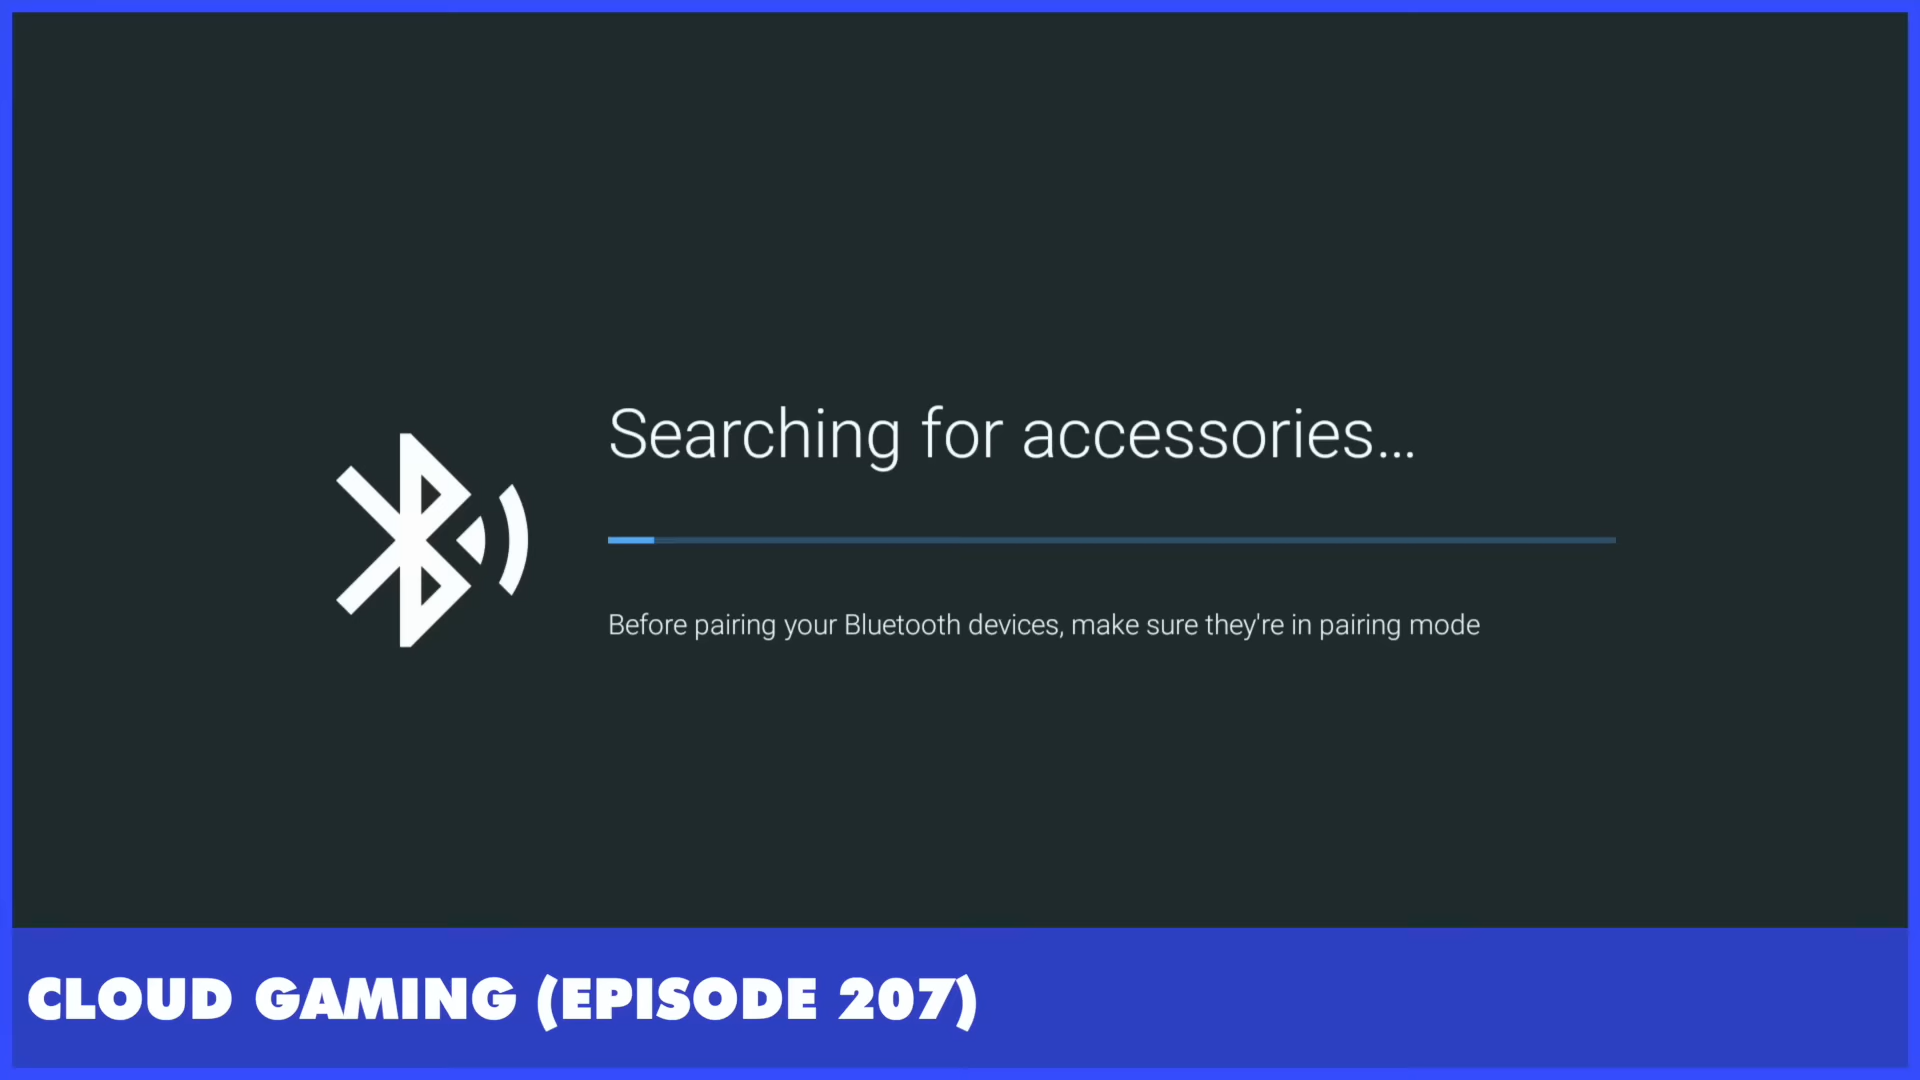 Searching for accessories...
Before pairing your Bluetooth devices, make sure they're in pairing mode
CLOUD GAMING (EPISODE 207)